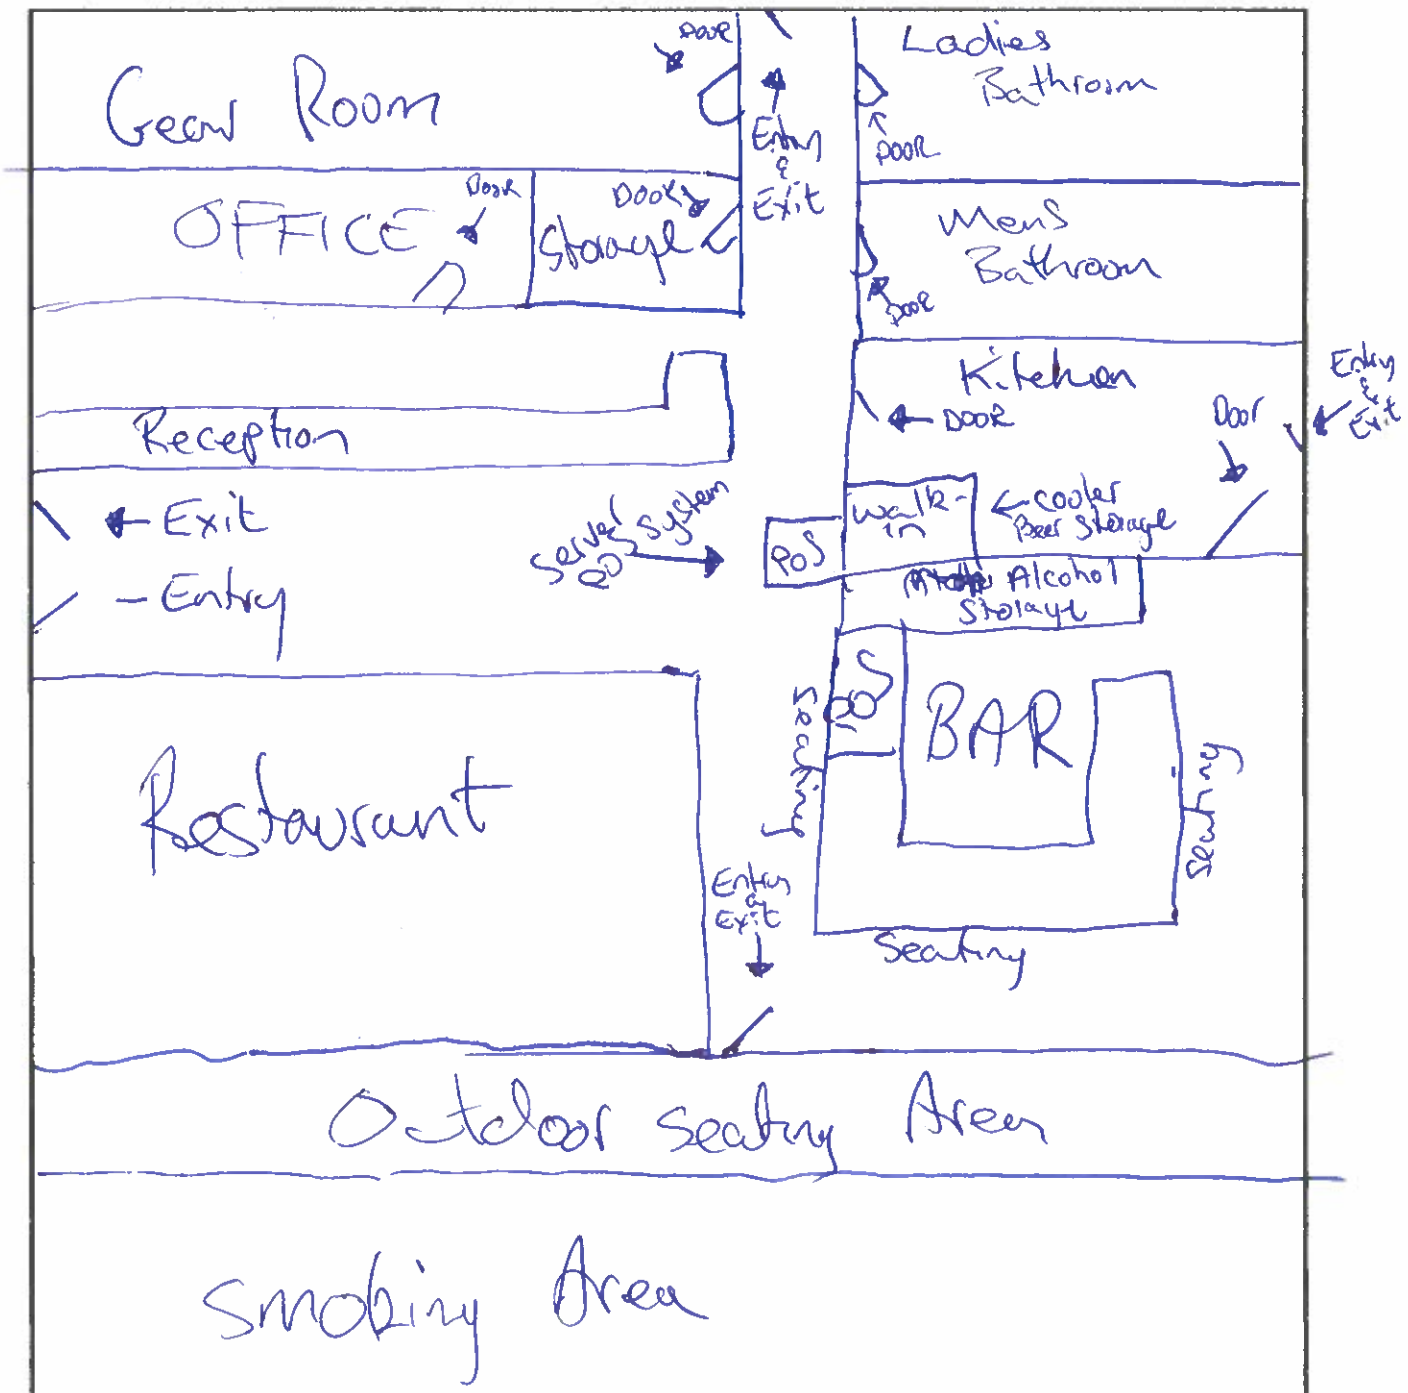 DOOR
Ladies
Bathroom
Gear Room
Entry
&
Exit
DOOR
DOOR
OFFICE
DOOR
Storage
Mens
Bathroom
DOOR
Kitchen
DOOR
Door
Entry
&
Exit
Reception
Exit
Entry
Server
POS System
POS
Walk-
in
cooler
Beer Storage
Alcohol
Storage
POS
BAR
Seating
Seating
Seating
Restaurant
Entry
&
Exit
Outdoor Seating Area
Smoking Area